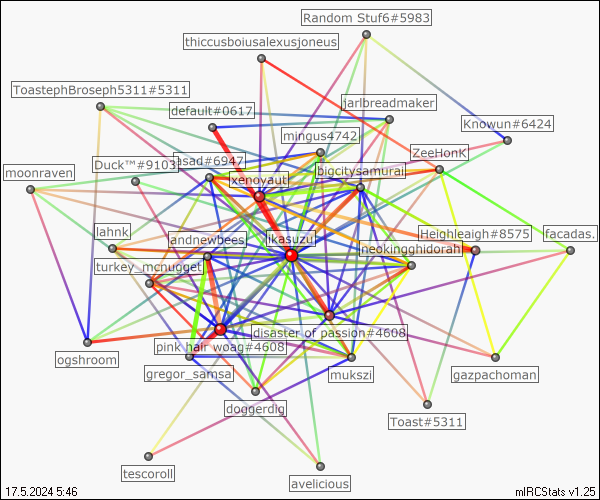 Random Stuf6#5983
thiccusboiusalexusjoneus
ToastephBroseph5311#5311
jarlbreadmaker
default#0617
Knowun#6424
mingus4742
ZeeHonK
asad#6947
Duck™#9103
bigcitysamurai
moonraven
xenovaut
lahnk
Heighleaigh#8575
facadas.
andnewbees
jkasuzu
neokingghidorah
turkey_mcnugget
disaster of passion#4608
pink hair woag#4608
ogshroom
gregor_samsa
mukszi
gazpachoman
doggerdig
Toast#5311
tescoroll
avelicious
17.5.2024 5:46
mIRCStats v1.25